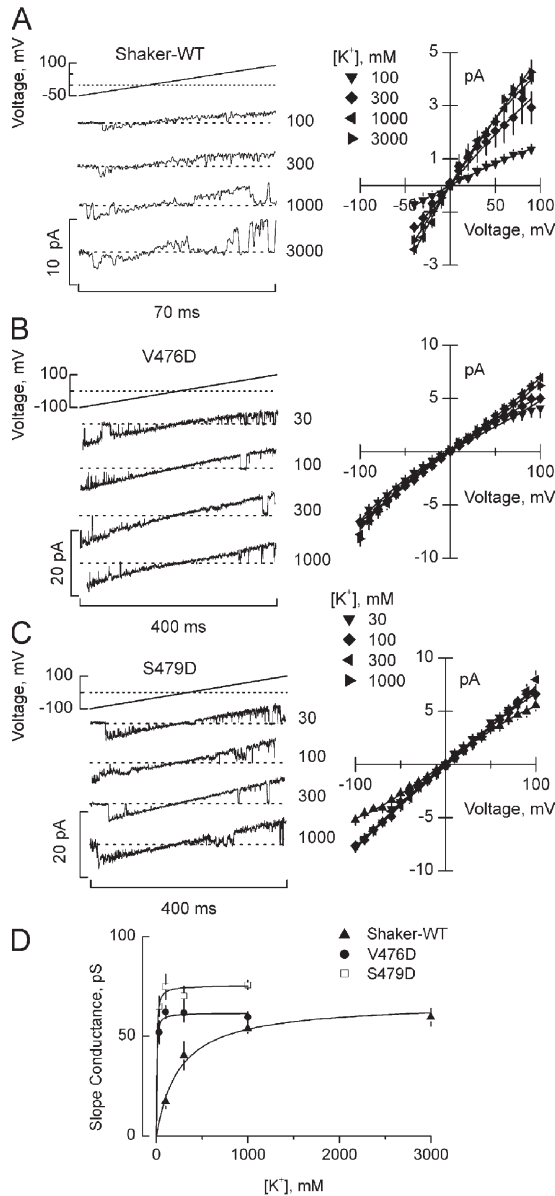 A
Shaker-WT
Voltage, mV
100
-50
100
300
1000
3000
10 pA
70 ms
[K+], mM
100
300
1000
3000
pA
5
3
1
-1
-3
-100
-50
50
100
Voltage, mV
B
V476D
Voltage, mV
100
-100
30
100
300
1000
20 pA
400 ms
pA
10
5
-5
-10
-100
100
Voltage, mV
[K+], mM
30
100
300
1000
C
S479D
Voltage, mV
100
-100
30
100
300
1000
20 pA
400 ms
pA
10
5
-5
-10
-100
100
Voltage, mV
D
Slope Conductance, pS
100
50
0
Shaker-WT
V476D
S479D
0
1000
2000
3000
[K+], mM